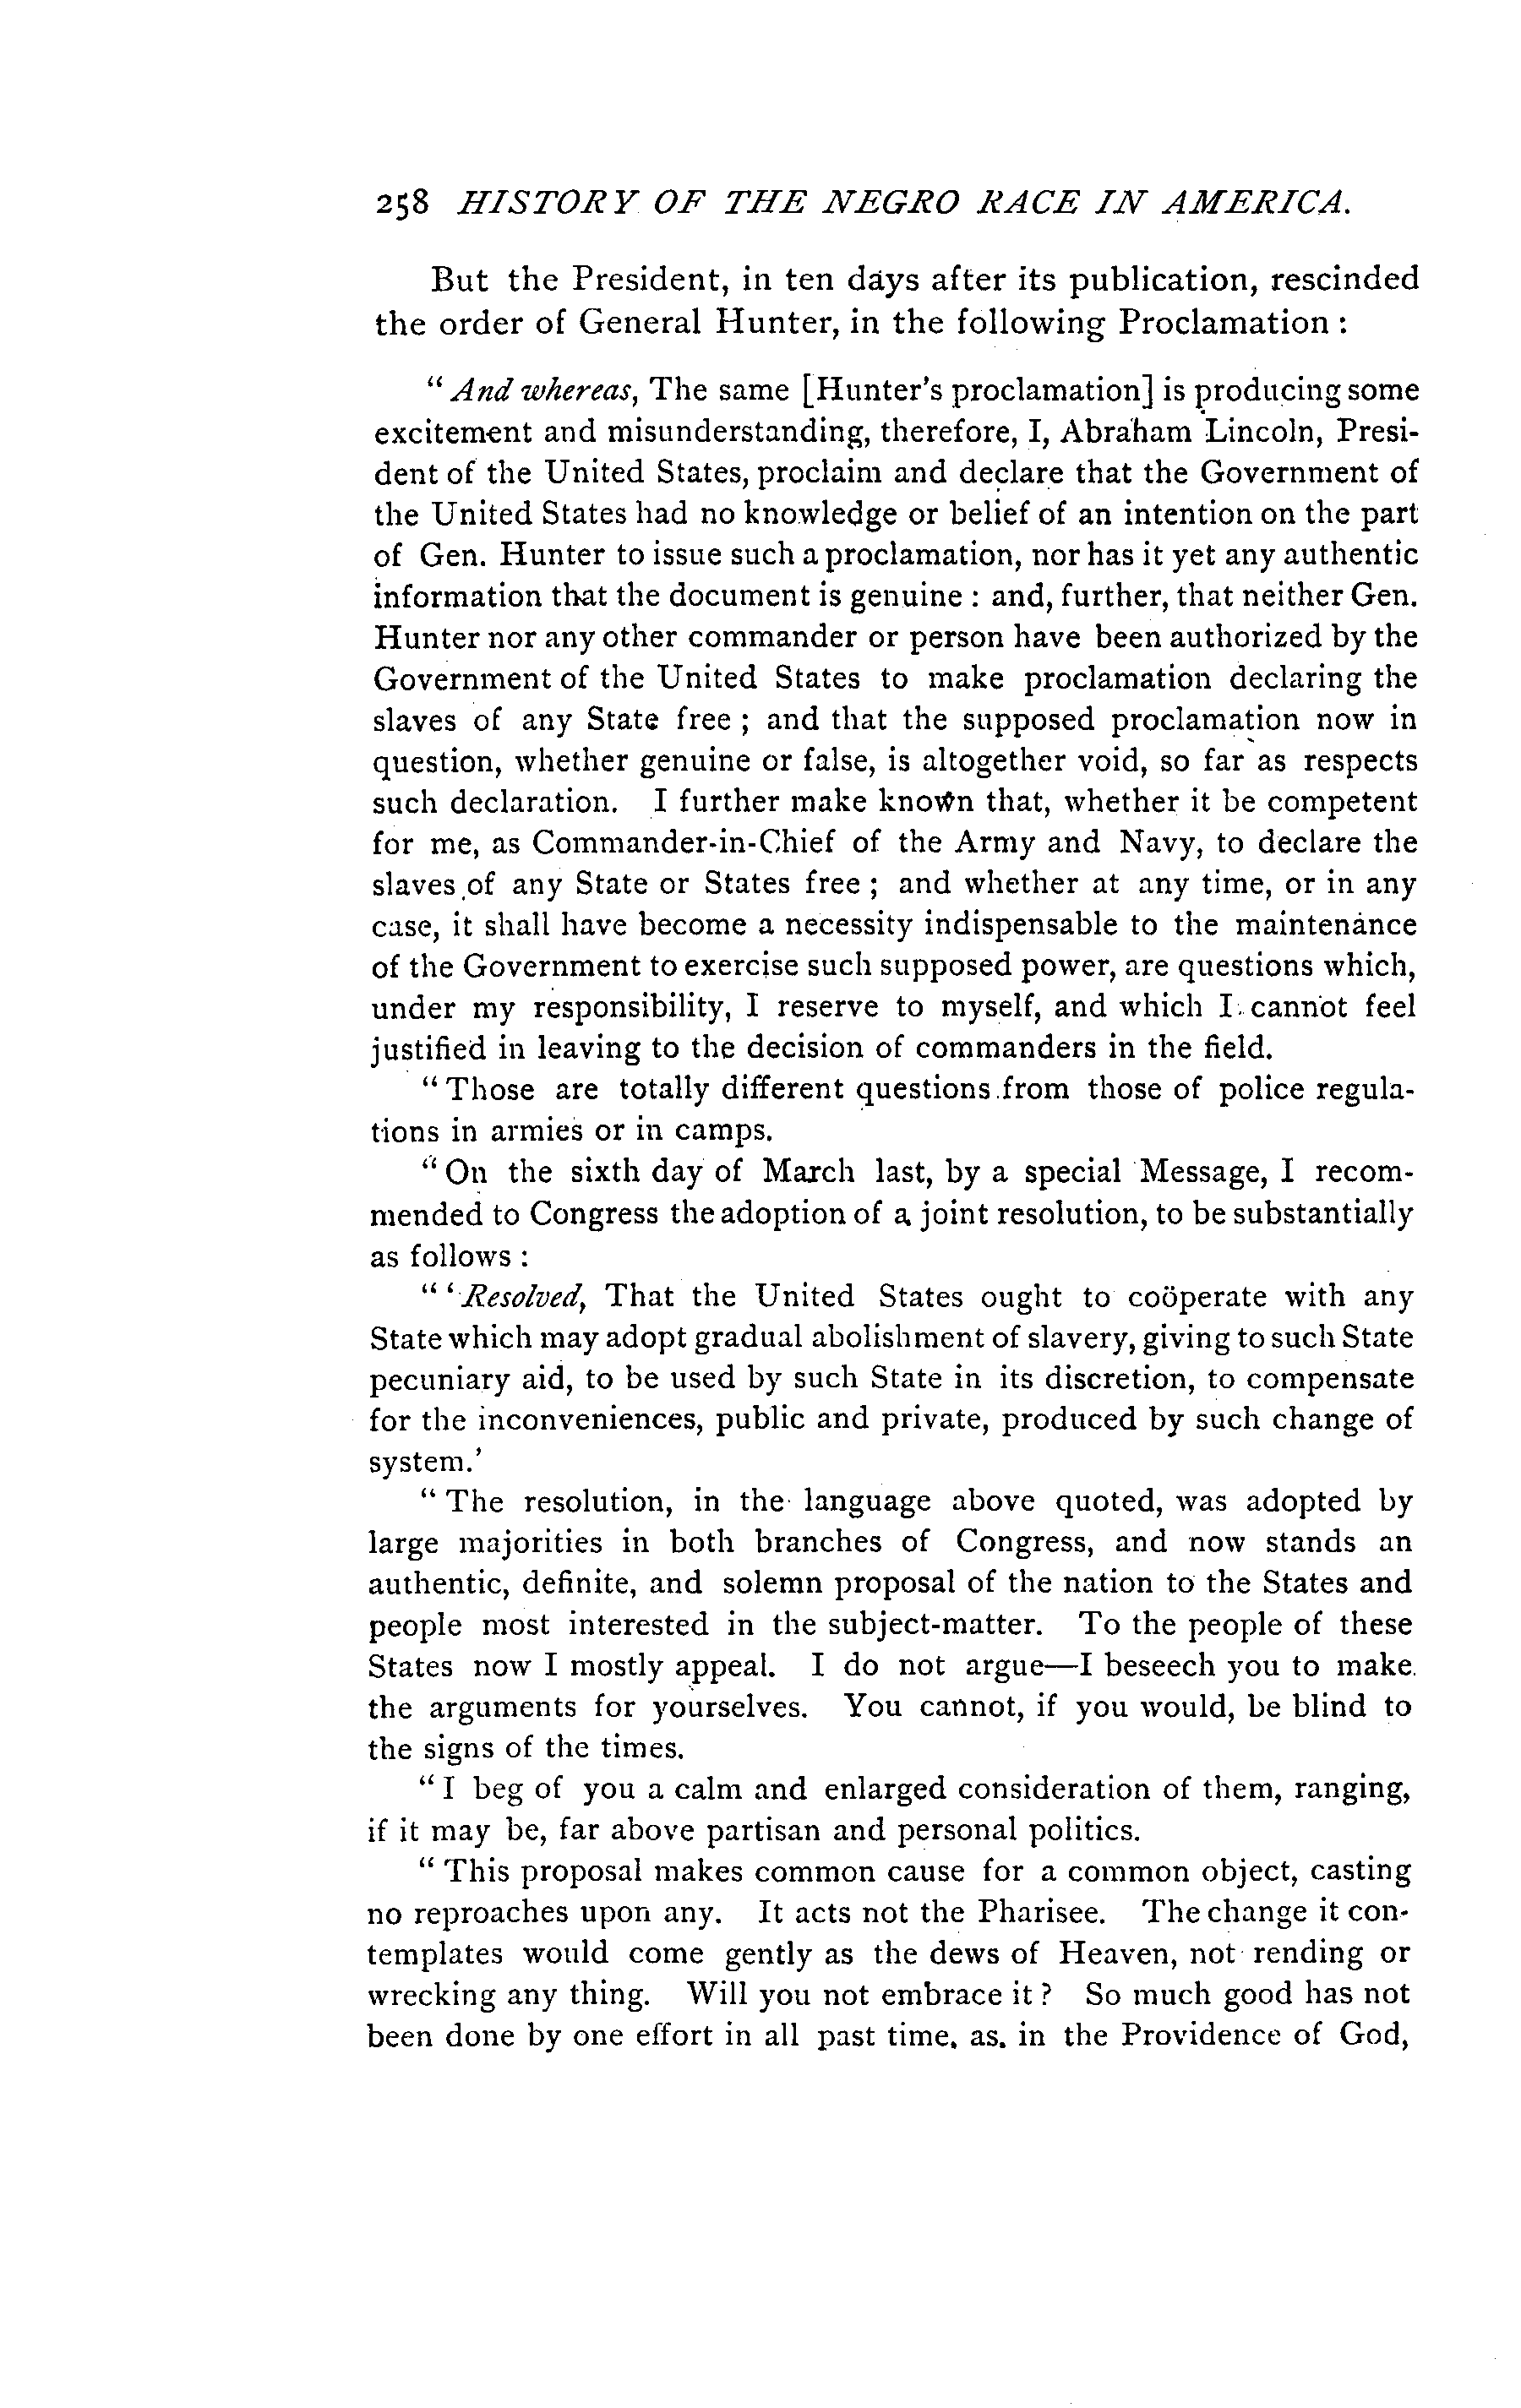 258 HISTORY OF THE NEGRO RACE IN AMERICA.
But the President, in ten days after its publication, rescinded
the order of General Hunter, in the following Proclamation :
" And whereas, The same [Hunter's proclamation] is producing some
excitement and misunderstanding, therefore, I, Abraham Lincoln, Presi-
dent of the United States, proclaim and declare that the Government of
the United States had no knowledge or belief of an intention on the part
of Gen. Hunter to issue such a proclamation, nor has it yet any authentic
information that the document is genuine : and, further, that neither Gen.
Hunter nor any other commander or person have been authorized by the
Government of the United States to make proclamation declaring the
slaves of any State free ; and that the supposed proclamation now in
question, whether genuine or false, is altogether void, so far as respects
such declaration. I further make known that, whether it be competent
for me, as Commander-in-Chief of the Army and Navy, to declare the
slaves of any State or States free ; and whether at any time, or in any
case, it shall have become a necessity indispensable to the maintenance
of the Government to exercise such supposed power, are questions which,
under my responsibility, I reserve to myself, and which I cannot feel
justified in leaving to the decision of commanders in the field.
" Those are totally different questions from those of police regula-
tions in armies or in camps.
" On the sixth day of March last, by a special Message, I recom-
mended to Congress the adoption of a joint resolution, to be substantially
as follows :
" ' Resolved, That the United States ought to coöperate with any
State which may adopt gradual abolishment of slavery, giving to such State
pecuniary aid, to be used by such State in its discretion, to compensate
for the inconveniences, public and private, produced by such change of
system.'
" The resolution, in the language above quoted, was adopted by
large majorities in both branches of Congress, and now stands an
authentic, definite, and solemn proposal of the nation to the States and
people most interested in the subject-matter. To the people of these
States now I mostly appeal. I do not argue—I beseech you to make
the arguments for yourselves. You cannot, if you would, be blind to
the signs of the times.
" I beg of you a calm and enlarged consideration of them, ranging,
if it may be, far above partisan and personal politics.
" This proposal makes common cause for a common object, casting
no reproaches upon any. It acts not the Pharisee. The change it con-
templates would come gently as the dews of Heaven, not rending or
wrecking any thing. Will you not embrace it ? So much good has not
been done by one effort in all past time, as, in the Providence of God,